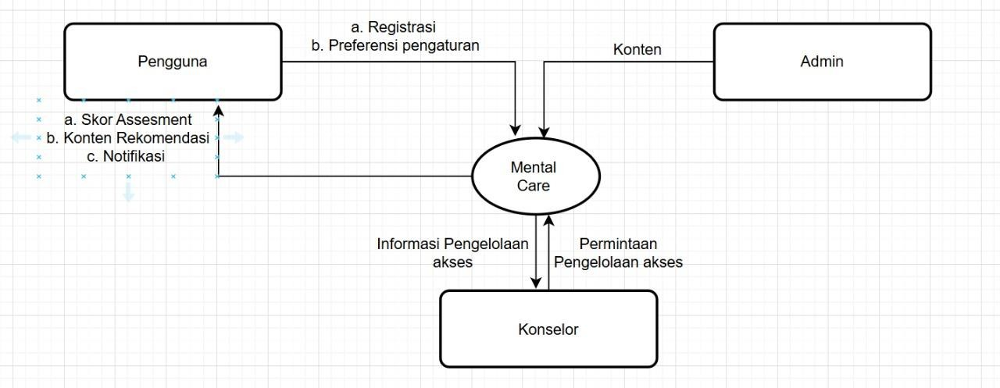 a. Registrasi
b. Preferensi pengaturan
Pengguna
Konten
Admin
a. Skor Assesment
b. Konten Rekomendasi
c. Notifikasi
Mental
Care
Informasi Pengelolaan
akses
Permintaan
Pengelolaan akses
Konselor